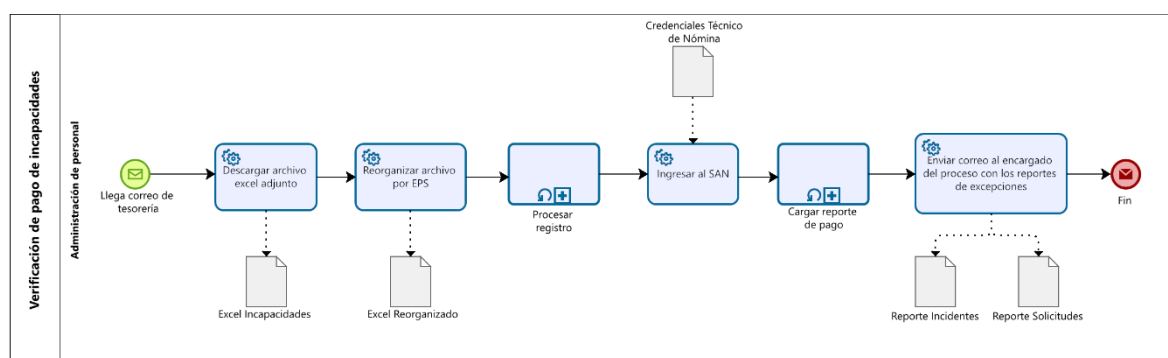 Verificación de pago de incapacidades
Administración de personal
Credenciales Técnico
de Nómina
Llega correo de
tesorería
Descargar archivo
excel adjunto
Reorganizar archivo
por EPS
Procesar
registro
Ingresar al SAN
Cargar reporte
de pago
Enviar correo al encargado
del proceso con los reportes
de excepciones
Fin
Excel Incapacidades
Excel Reorganizado
Reporte Incidentes
Reporte Solicitudes